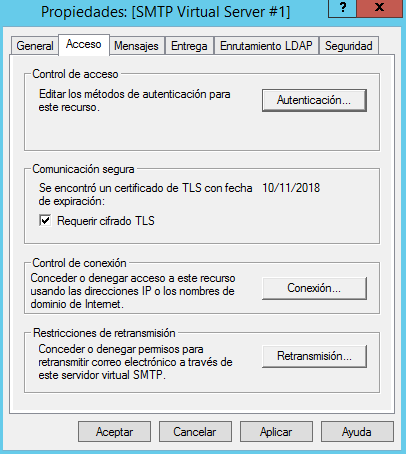 Propiedades: [SMTP Virtual Server #1]
? x
General Acceso Mensajes Entrega Enrutamiento LDAP Seguridad
Control de acceso
Editar los métodos de autenticación para
este recurso.
Autenticación...
Comunicación segura
Se encontró un certificado de TLS con fecha
de expiración:
10/11/2018
Requerir cifrado TLS
Control de conexión
Conceder o denegar acceso a este recurso
usando las direcciones IP o los nombres de
dominio de Internet.
Conexión...
Restricciones de retransmisión
Conceder o denegar permisos para
retransmitir correo electrónico a través de
este servidor virtual SMTP.
Retransmisión...
Aceptar Cancelar Aplicar Ayuda